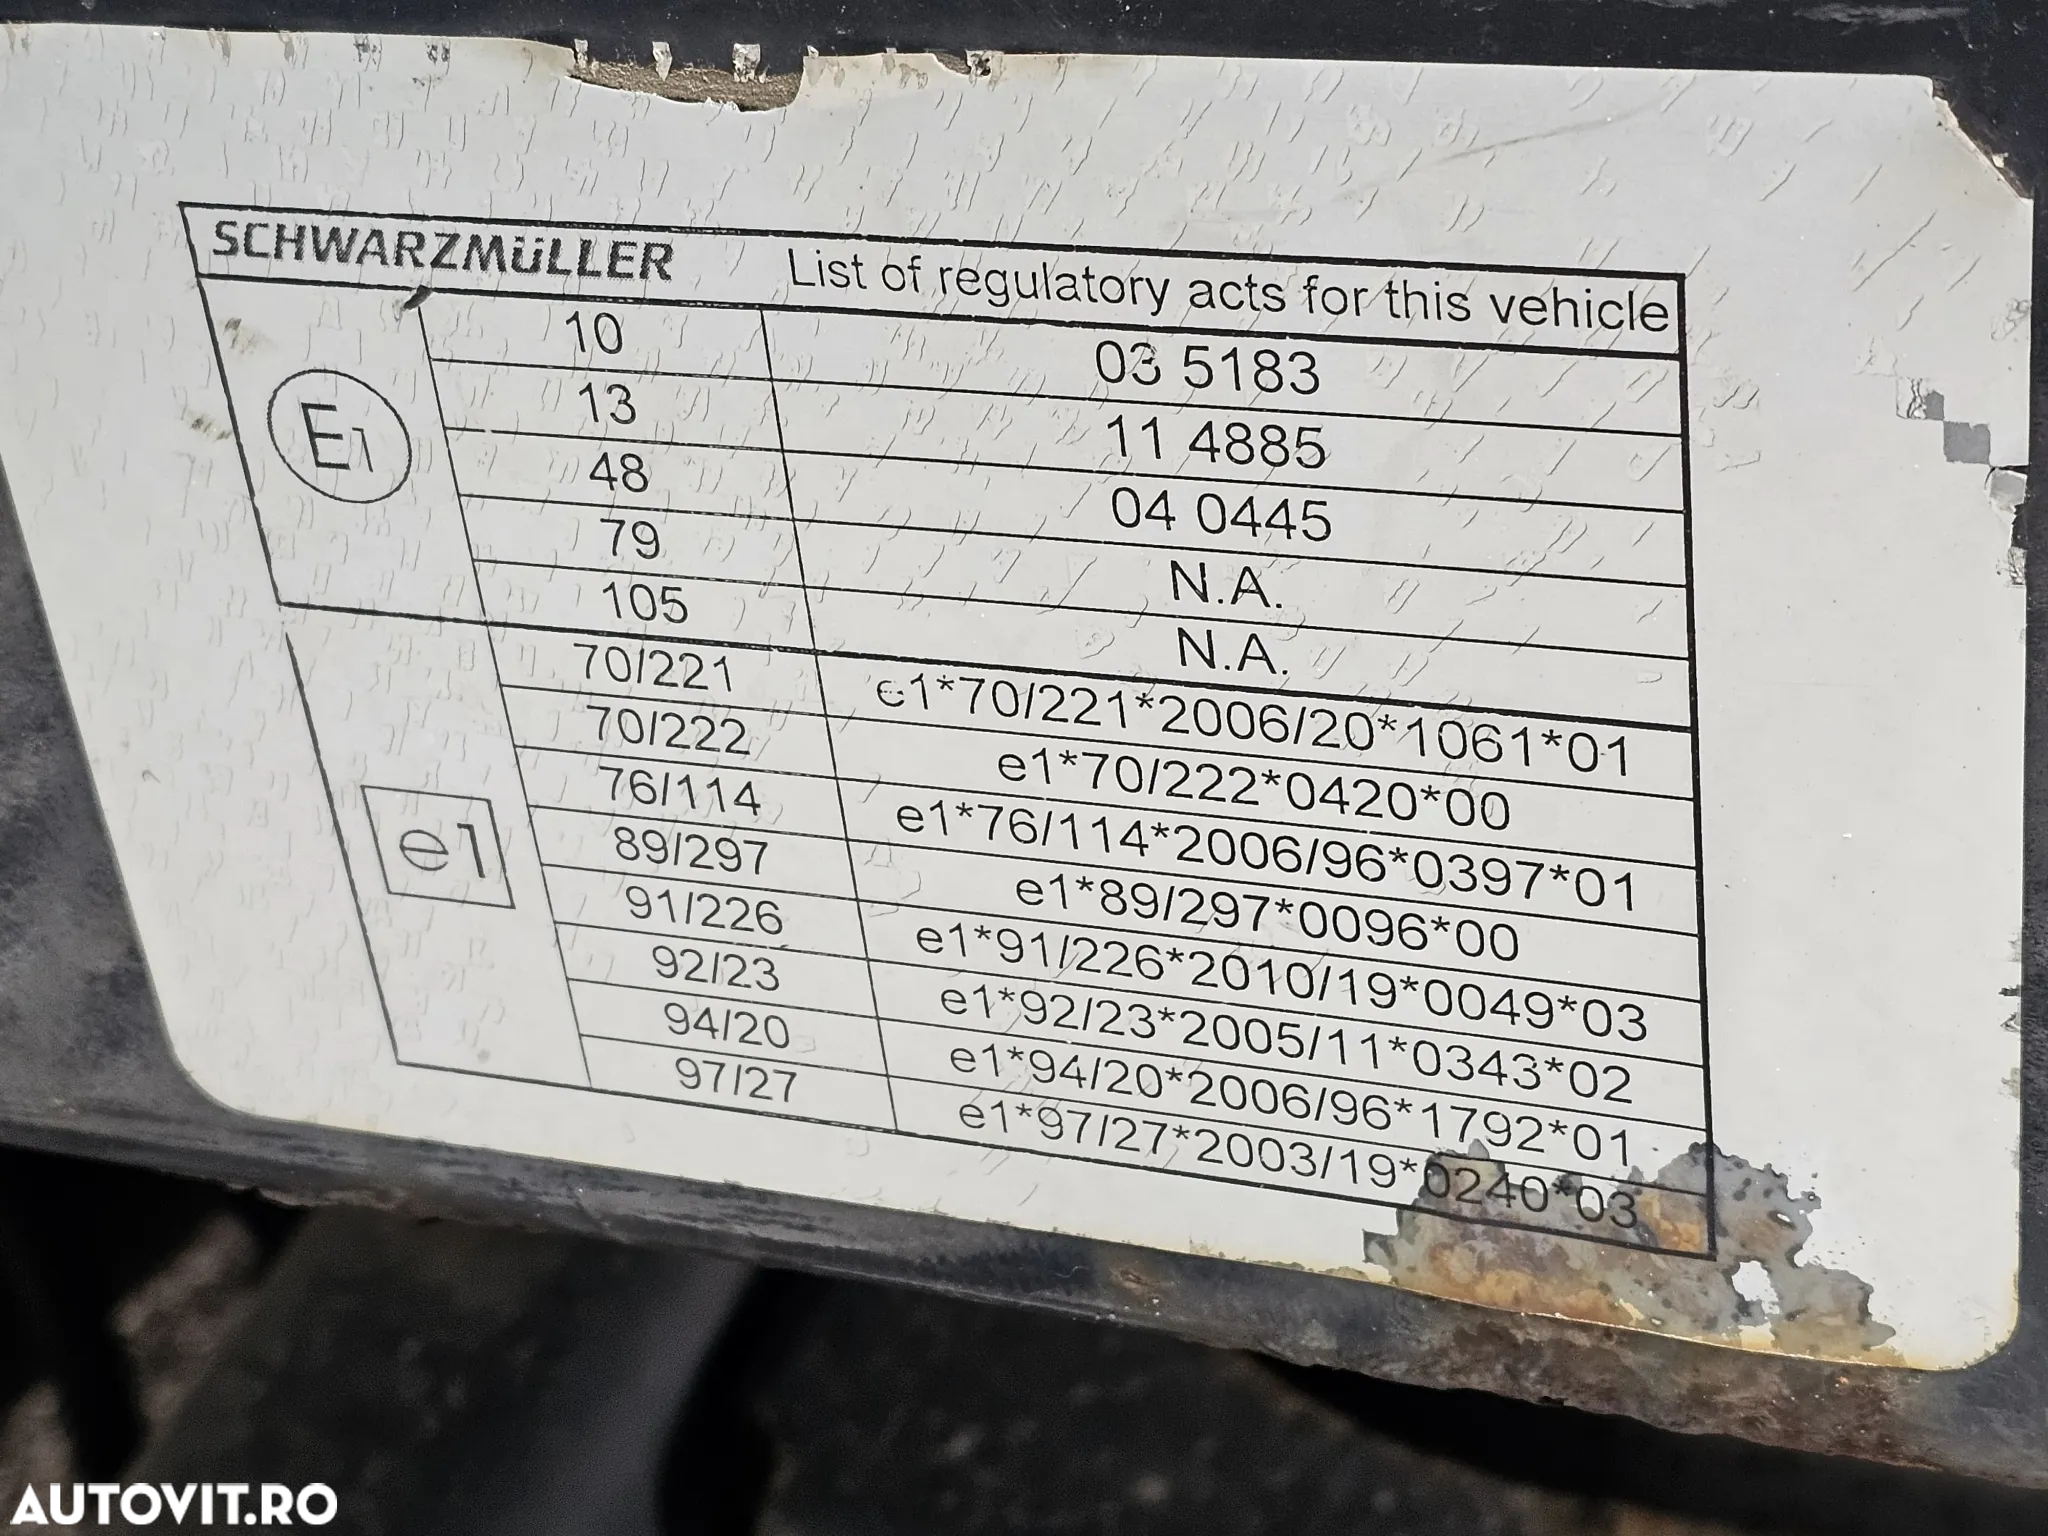 SCHWARZMÜLLER List of regulatory acts for this vehicle
E1
10 03 5183
13 11 4885
48 04 0445
79 N.A.
105 N.A.
e1
70/221 e1*70/221*2006/20*1061*01
70/222 e1*70/222*0420*00
76/114 e1*76/114*2006/96*0397*01
89/297 e1*89/297*0096*00
91/226 e1*91/226*2010/19*0049*03
92/23 e1*92/23*2005/11*0343*02
94/20 e1*94/20*2006/96*1792*01
97/27 e1*97/27*2003/19*0240*03
AUTOVIT.RO